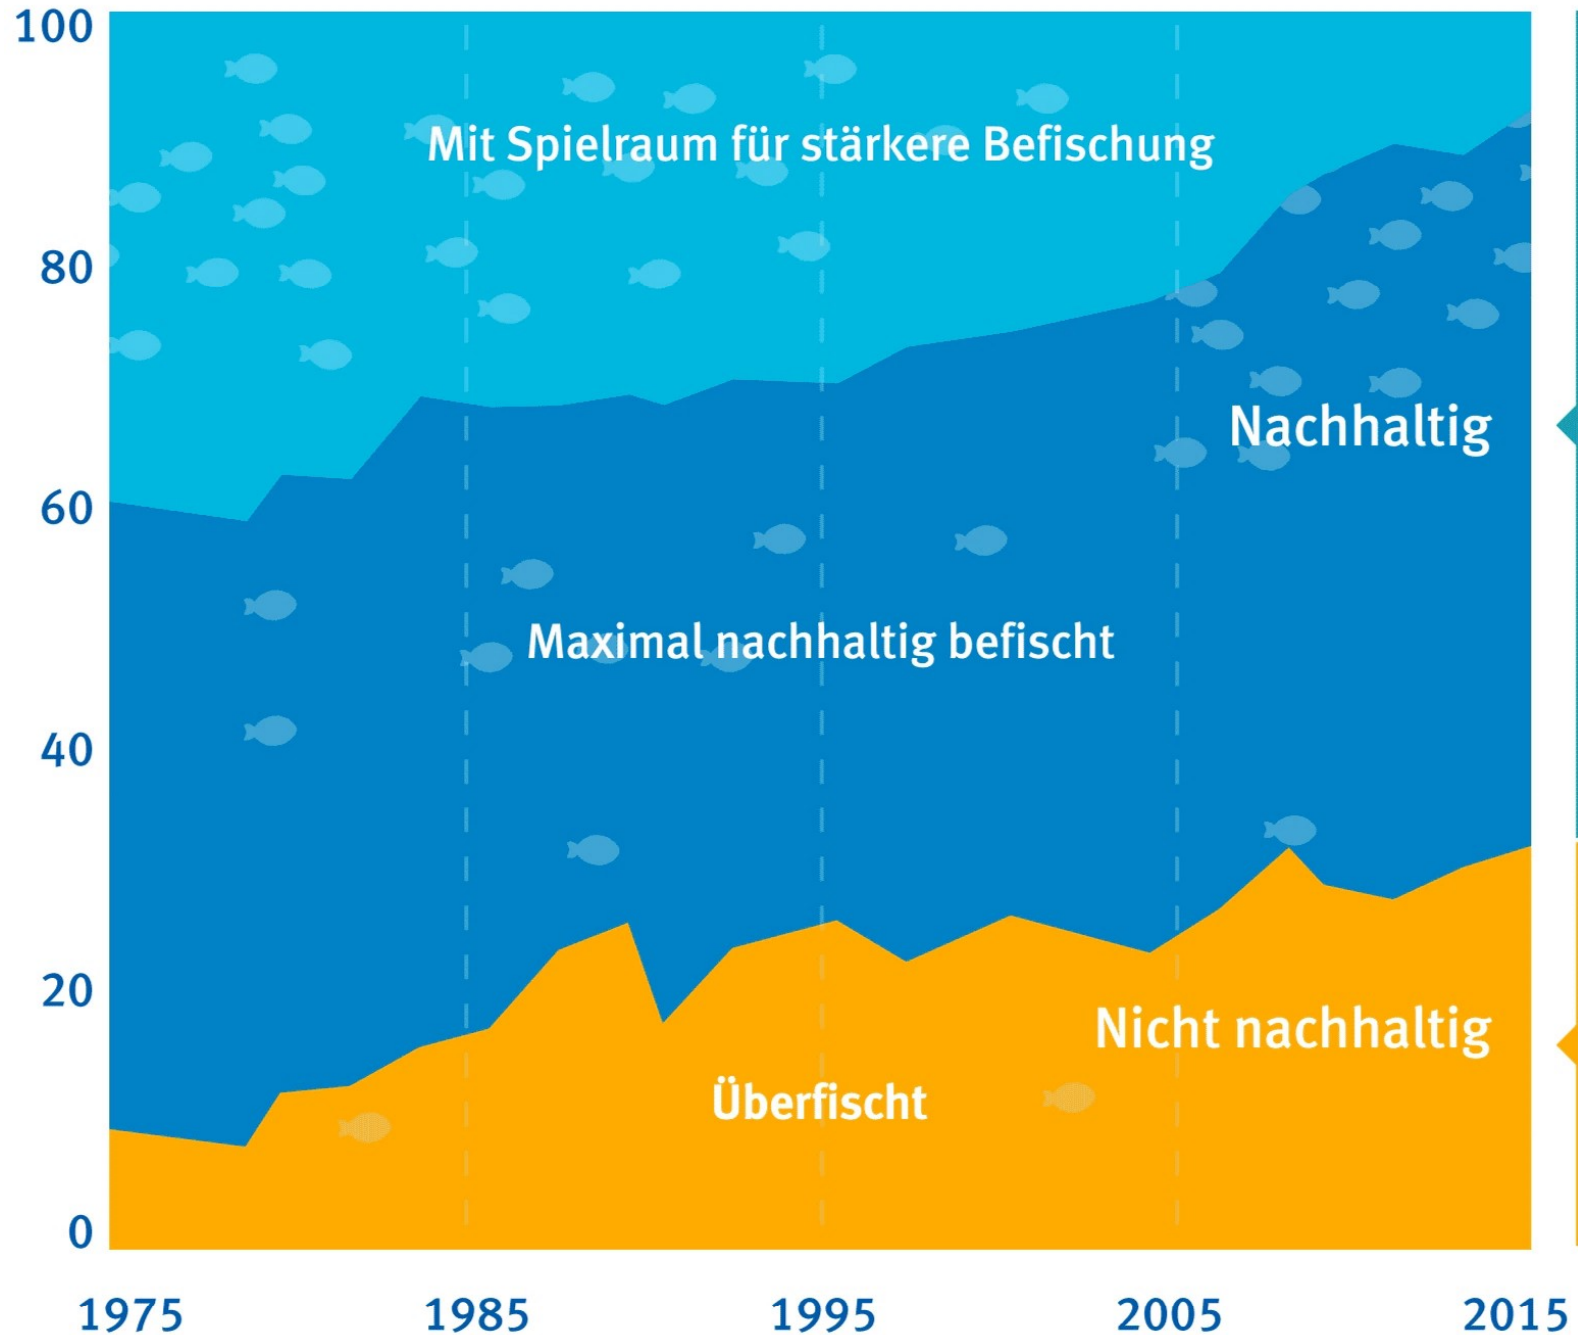 100
Mit Spielraum für stärkere Befischung
80
Nachhaltig
60
Maximal nachhaltig befischt
40
20
Nicht nachhaltig
Überfischt
0
1975 1985 1995 2005 2015